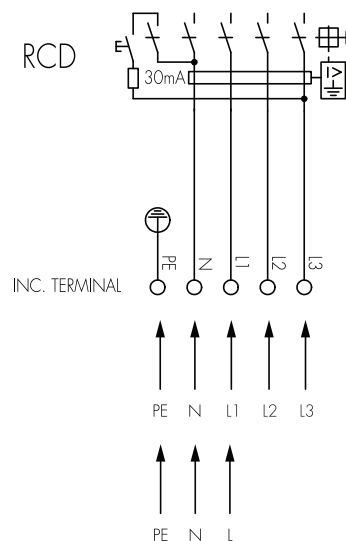 RCD
30mA
PE N L1 L2 L3
INC. TERMINAL
PE N L1 L2 L3
PE N L